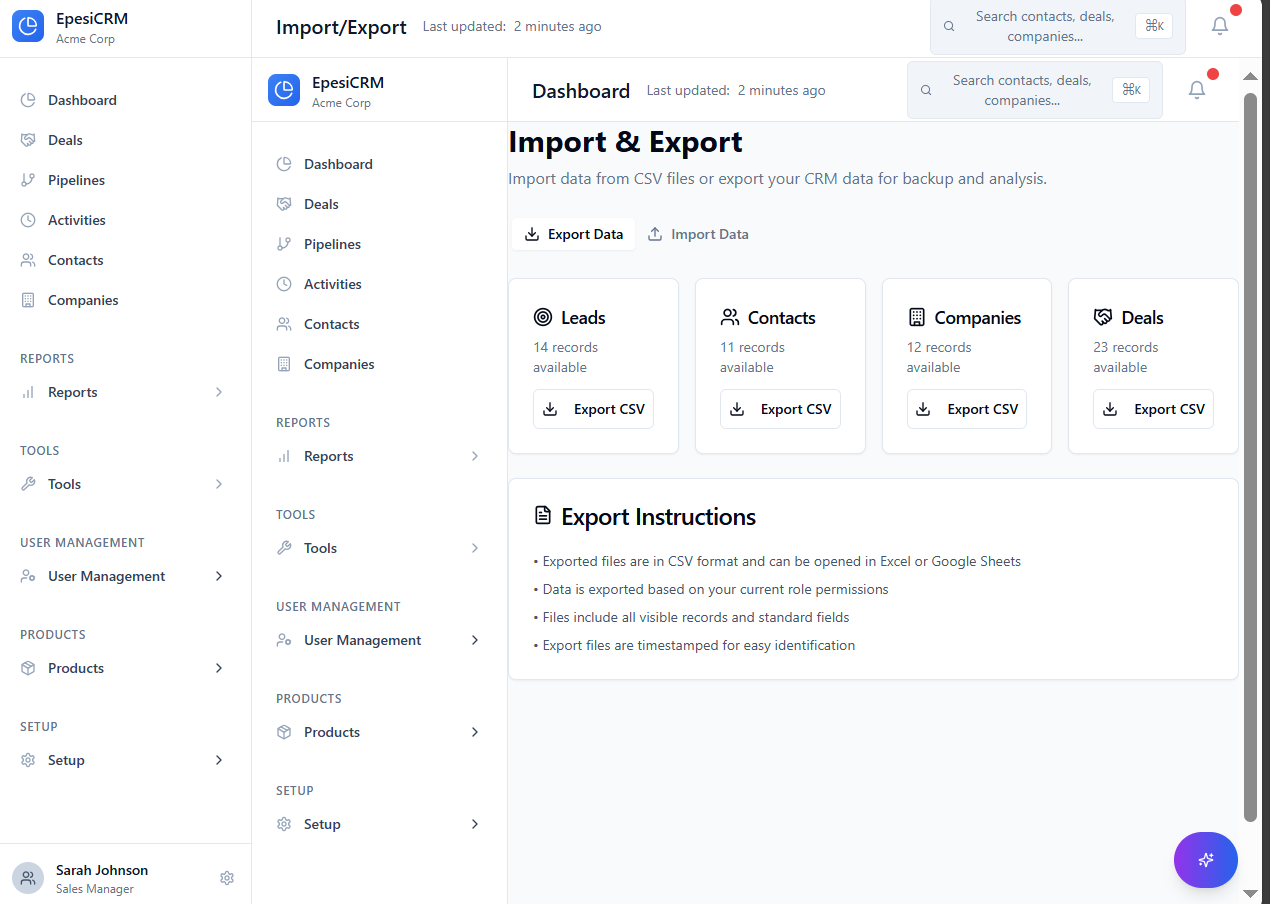 EpesiCRM
Acme Corp
Dashboard
Deals
Pipelines
Activities
Contacts
Companies
REPORTS
Reports
TOOLS
Tools
USER MANAGEMENT
User Management
PRODUCTS
Products
SETUP
Setup
Sarah Johnson
Sales Manager
Import/Export
Last updated: 2 minutes ago
Search contacts, deals,
companies...
⌘K
EpesiCRM
Acme Corp
Dashboard
Deals
Pipelines
Activities
Contacts
Companies
REPORTS
Reports
TOOLS
Tools
USER MANAGEMENT
User Management
PRODUCTS
Products
SETUP
Setup
Dashboard
Last updated: 2 minutes ago
Search contacts, deals,
companies...
⌘K
Import & Export
Import data from CSV files or export your CRM data for backup and analysis.
Export Data
Import Data
Leads
14 records
available
Export CSV
Contacts
11 records
available
Export CSV
Companies
12 records
available
Export CSV
Deals
23 records
available
Export CSV
Export Instructions
• Exported files are in CSV format and can be opened in Excel or Google Sheets
• Data is exported based on your current role permissions
• Files include all visible records and standard fields
• Export files are timestamped for easy identification